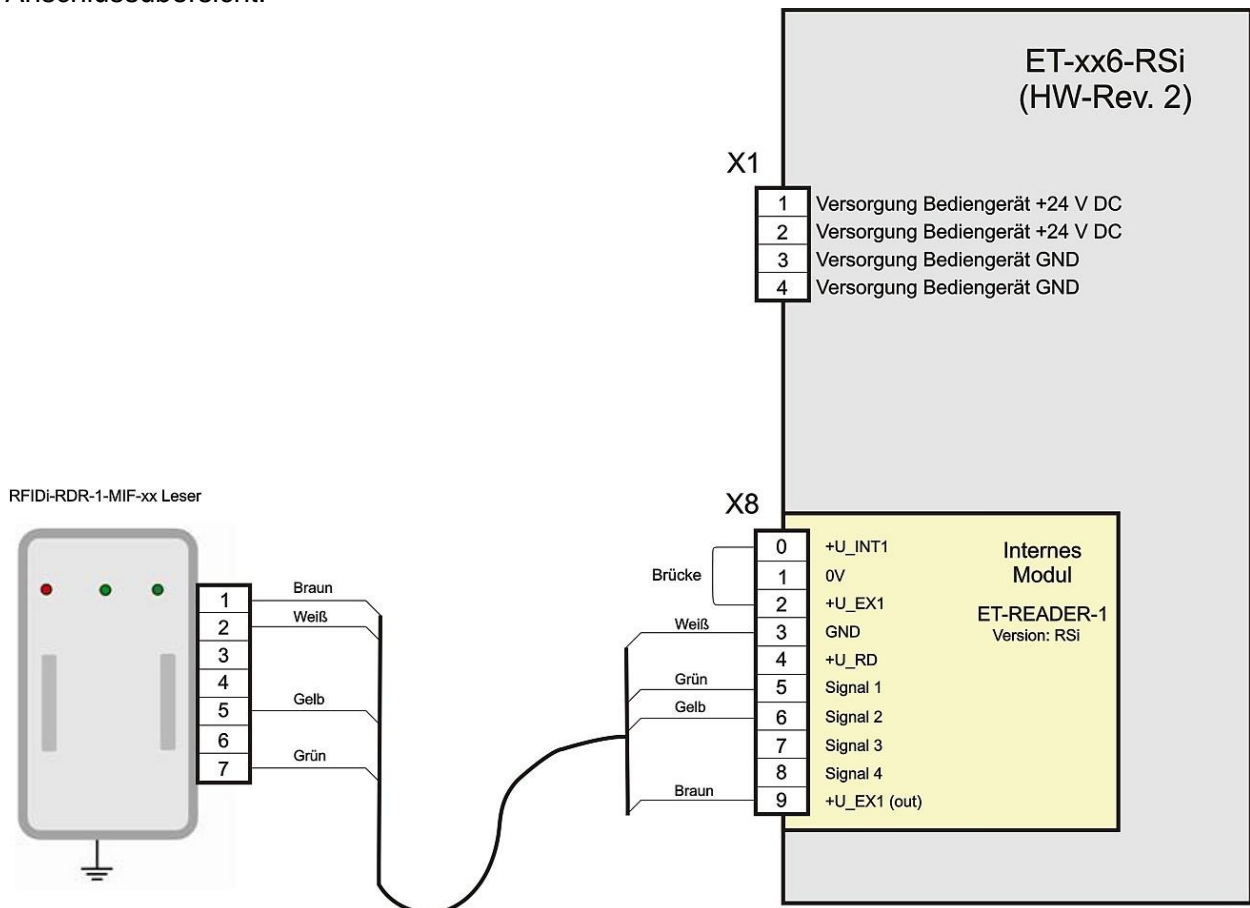 Anschlussübersicht:
ET-xx6-RSi
(HW-Rev. 2)
X1
1 Versorgung Bediengerät +24 V DC
2 Versorgung Bediengerät +24 V DC
3 Versorgung Bediengerät GND
4 Versorgung Bediengerät GND
RFIDi-RDR-1-MIF-xx Leser
1 Braun
2 Weiß
3
4
5 Gelb
6
7 Grün
X8
Brücke
0 +U_INT1
1 0V
2 +U_EX1
Weiß 3 GND
4 +U_RD
Grün 5 Signal 1
Gelb 6 Signal 2
7 Signal 3
8 Signal 4
Braun 9 +U_EX1 (out)
Internes
Modul
ET-READER-1
Version: RSi